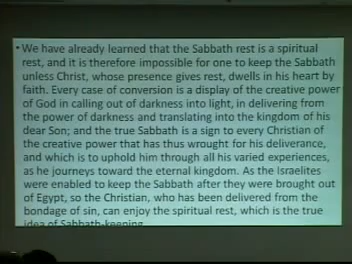 • We have already learned that the Sabbath rest is a spiritual
rest, and it is therefore impossible for one to keep the Sabbath
unless Christ, whose presence gives rest, dwells in his heart by
faith. Every case of conversion is a display of the creative power
of God in calling out of darkness into light, in delivering from
the power of darkness and translating into the kingdom of his
dear Son; and the true Sabbath is a sign to every Christian of
the creative power that has thus wrought for his deliverance,
and which is to uphold him through all his varied experiences,
as he journeys toward the eternal kingdom. As the Israelites
were enabled to keep the Sabbath after they were brought out
of Egypt, so the Christian, who has been delivered from the
bondage of sin, can enjoy the spiritual rest, which is the true
idea of Sabbath-keeping